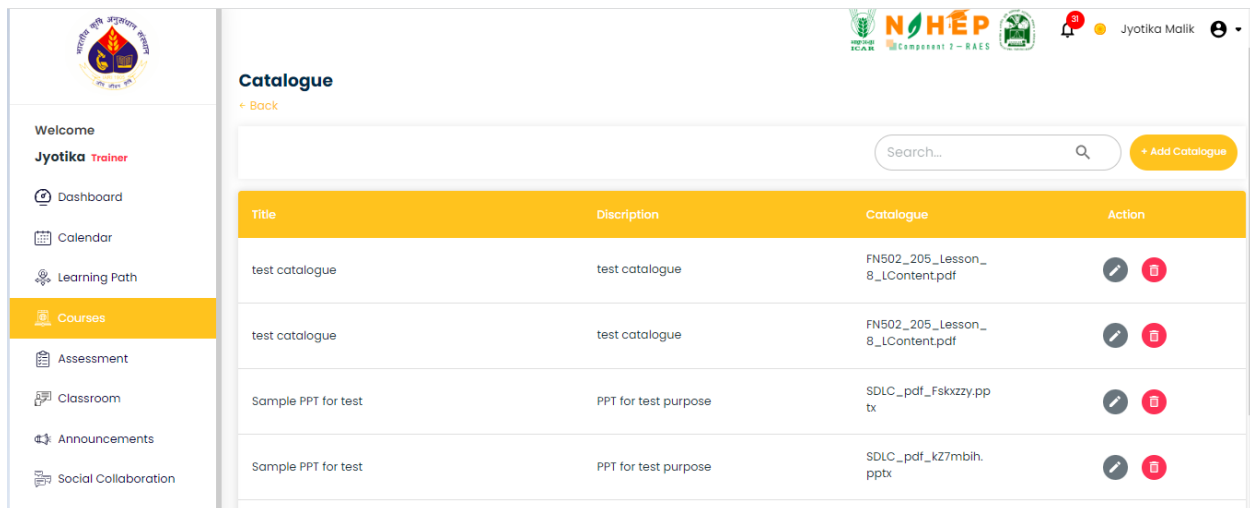 भारतीय कृषि अनुसंधान संस्थान
ICAR
NAHEP
Component 2 – RAES
31
Jyotika Malik
Catalogue
← Back
Welcome
Jyotika Trainer
Search...
+ Add Catalogue
Dashboard
Calendar
Learning Path
Courses
Assessment
Classroom
Announcements
Social Collaboration
Title Discription Catalogue Action
test catalogue test catalogue FN502_205_Lesson_
8_LContent.pdf
test catalogue test catalogue FN502_205_Lesson_
8_LContent.pdf
Sample PPT for test PPT for test purpose SDLC_pdf_Fskxzzy.pp
tx
Sample PPT for test PPT for test purpose SDLC_pdf_kZ7mbih.
pptx